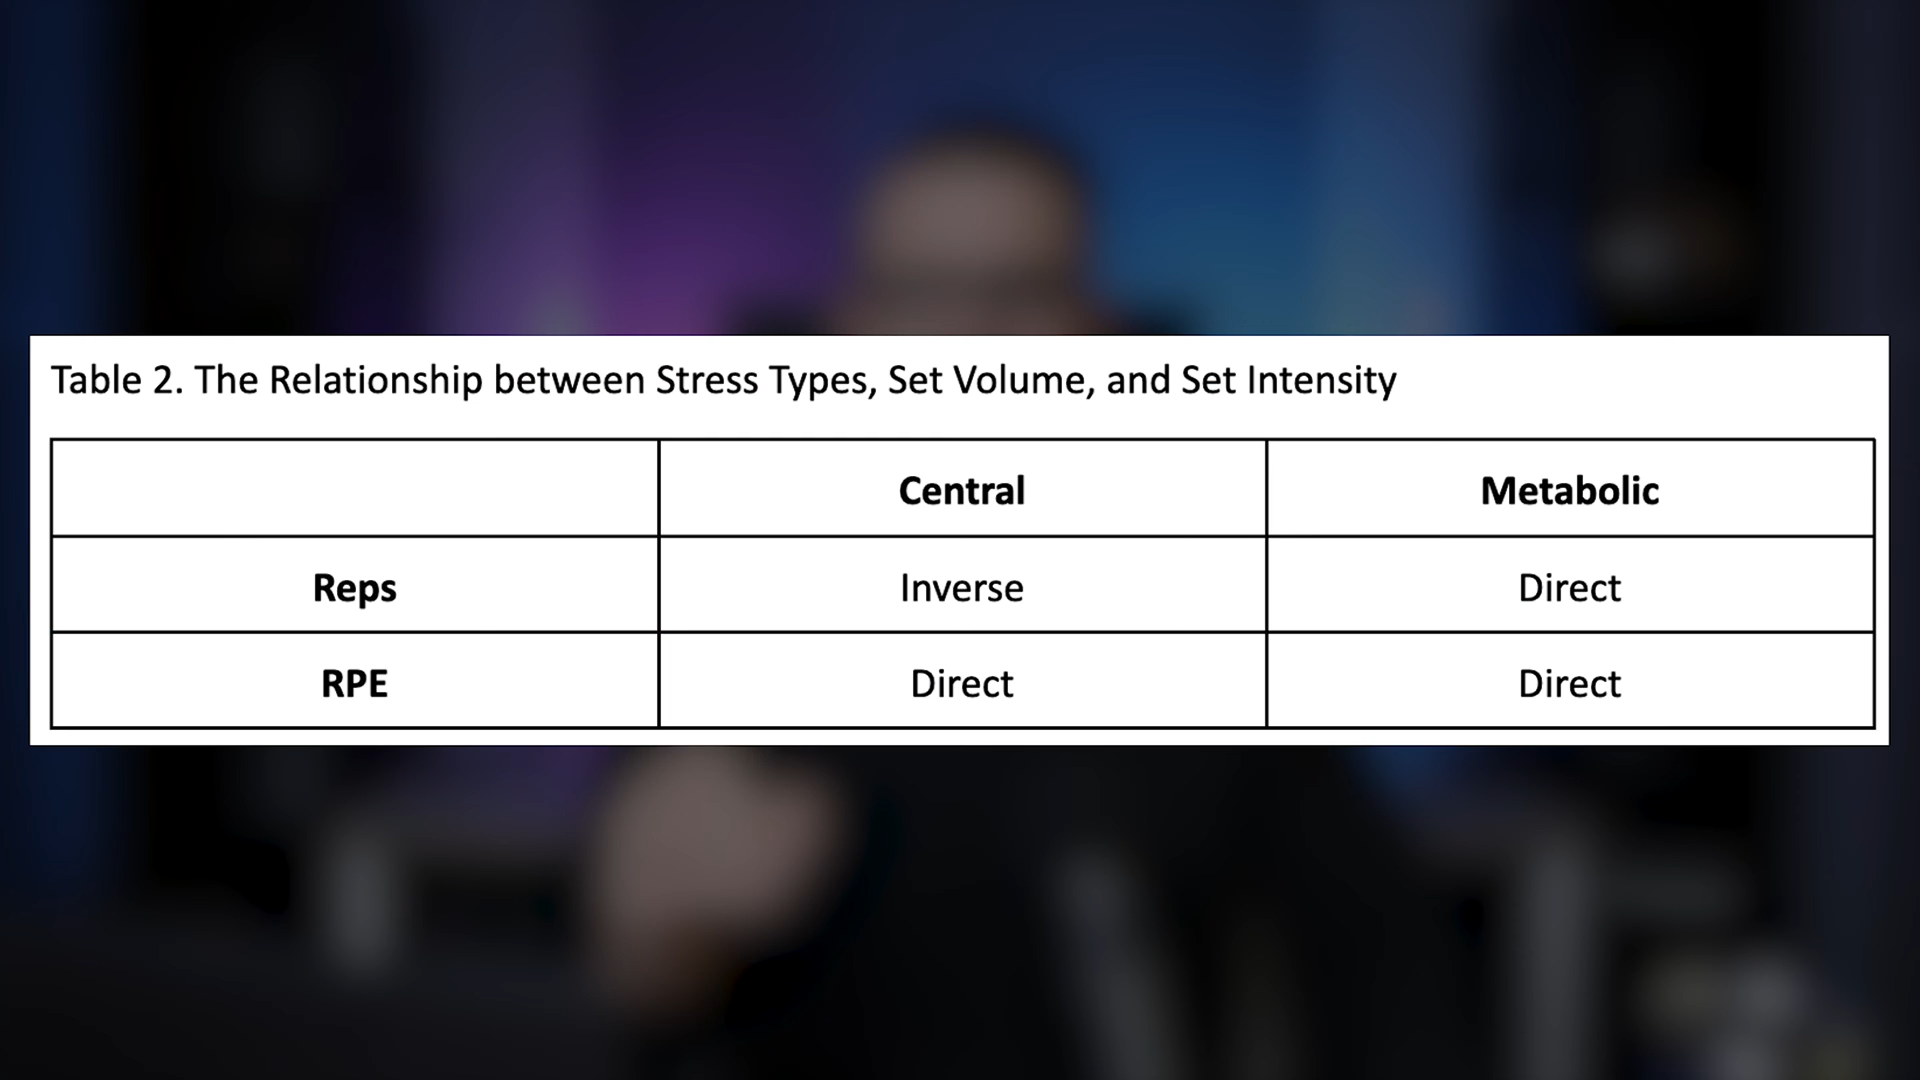 Table 2. The Relationship between Stress Types, Set Volume, and Set Intensity
Central Metabolic
Reps Inverse Direct
RPE Direct Direct